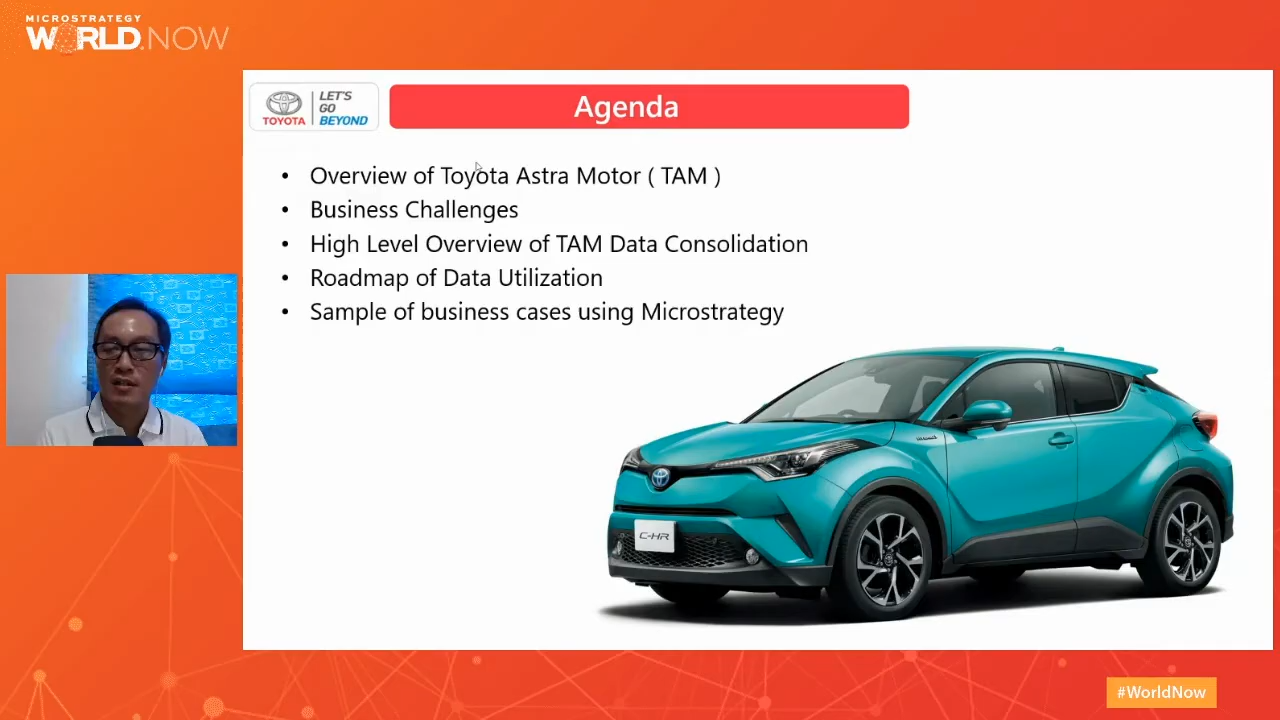 MICROSTRATEGY
WORLD.NOW
TOYOTA
LET'S
GO
BEYOND
Agenda
• Overview of Toyota Astra Motor ( TAM )
• Business Challenges
• High Level Overview of TAM Data Consolidation
• Roadmap of Data Utilization
• Sample of business cases using Microstrategy
C-HR
#WorldNow